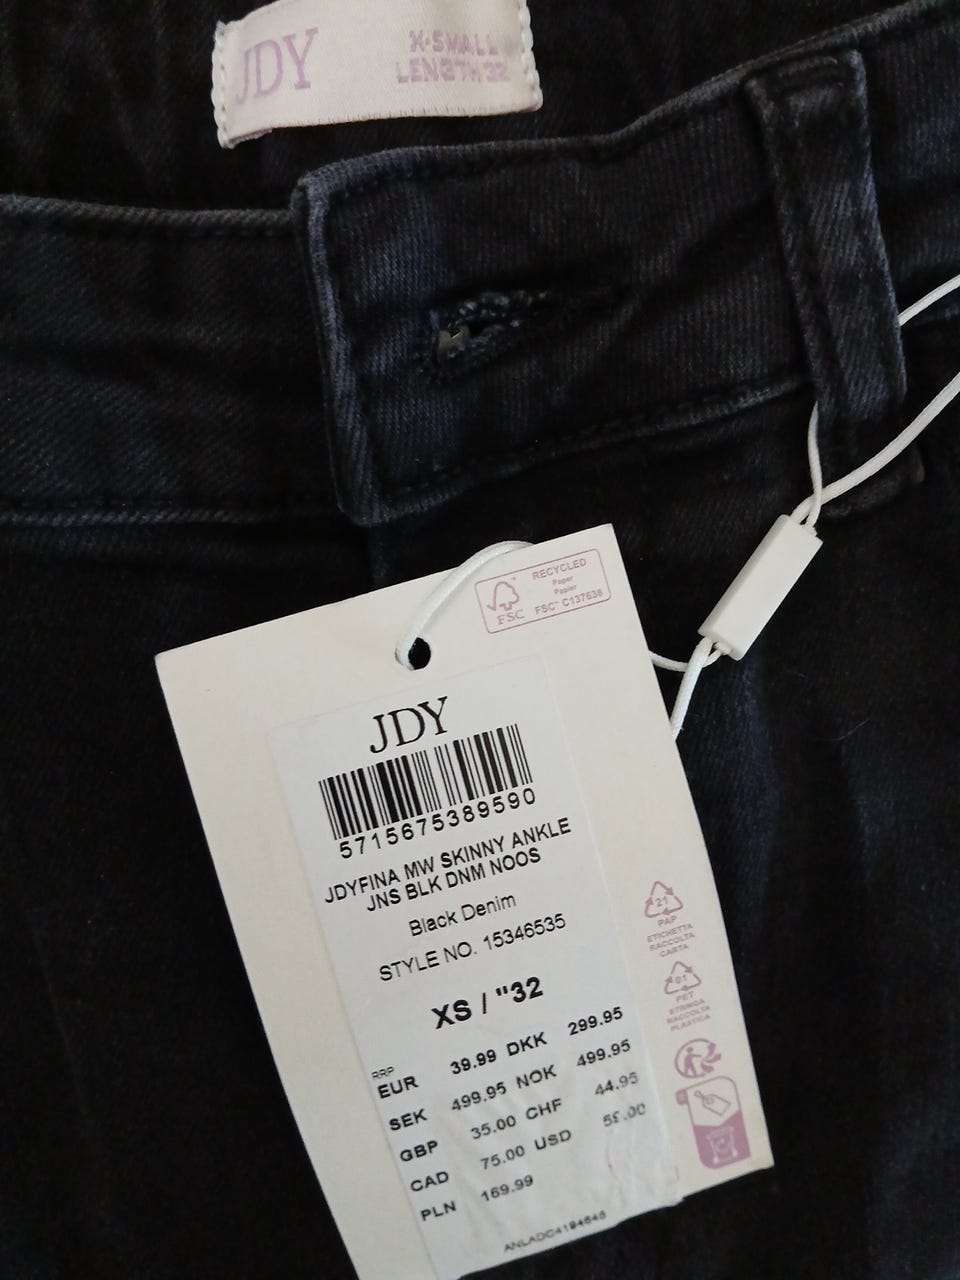 JDY
X-SMALL
LENGTH 32
RECYCLED
Paper
Papier
FSC™ C137638
FSC
JDY
5715675389590
JDYFINA MW SKINNY ANKLE
JNS BLK DNM NOOS
Black Denim
STYLE NO. 15346535
XS / "32
RRP
EUR 39.99 DKK 299.95
SEK 499.95 NOK 499.95
GBP 35.00 CHF 44.95
CAD 75.00 USD
PLN 169.99
ANLADC4194645
21
PAP
ETICHETTA
RACCOLTA
CARTA
01
PET
STRINGA
RACCOLTA
PLASTICA